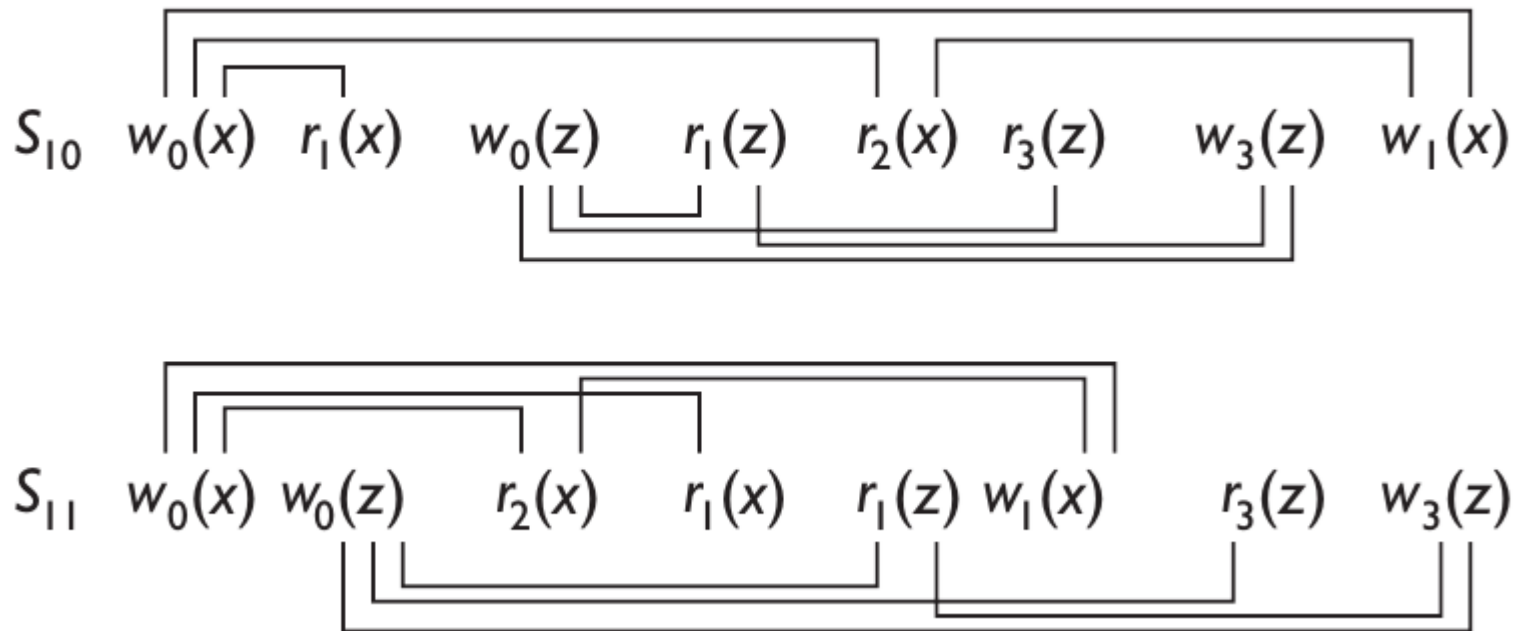 S₁₀ w₀(x) r₁(x) w₀(z) r₁(z) r₂(x) r₃(z) w₃(z) w₁(x)
S₁₁ w₀(x) w₀(z) r₂(x) r₁(x) r₁(z) w₁(x) r₃(z) w₃(z)